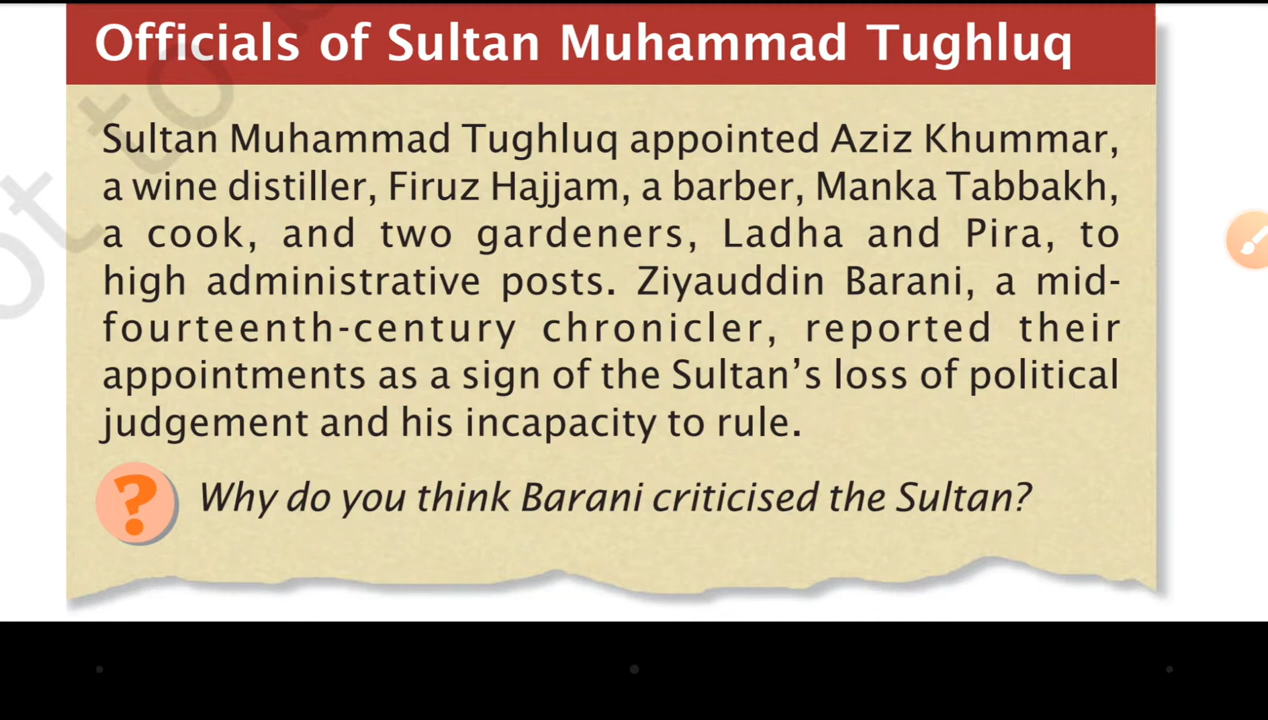 Officials of Sultan Muhammad Tughluq
Sultan Muhammad Tughluq appointed Aziz Khummar,
a wine distiller, Firuz Hajjam, a barber, Manka Tabbakh,
a cook, and two gardeners, Ladha and Pira, to
high administrative posts. Ziyauddin Barani, a mid-
fourteenth-century chronicler, reported their
appointments as a sign of the Sultan’s loss of political
judgement and his incapacity to rule.
? Why do you think Barani criticised the Sultan?